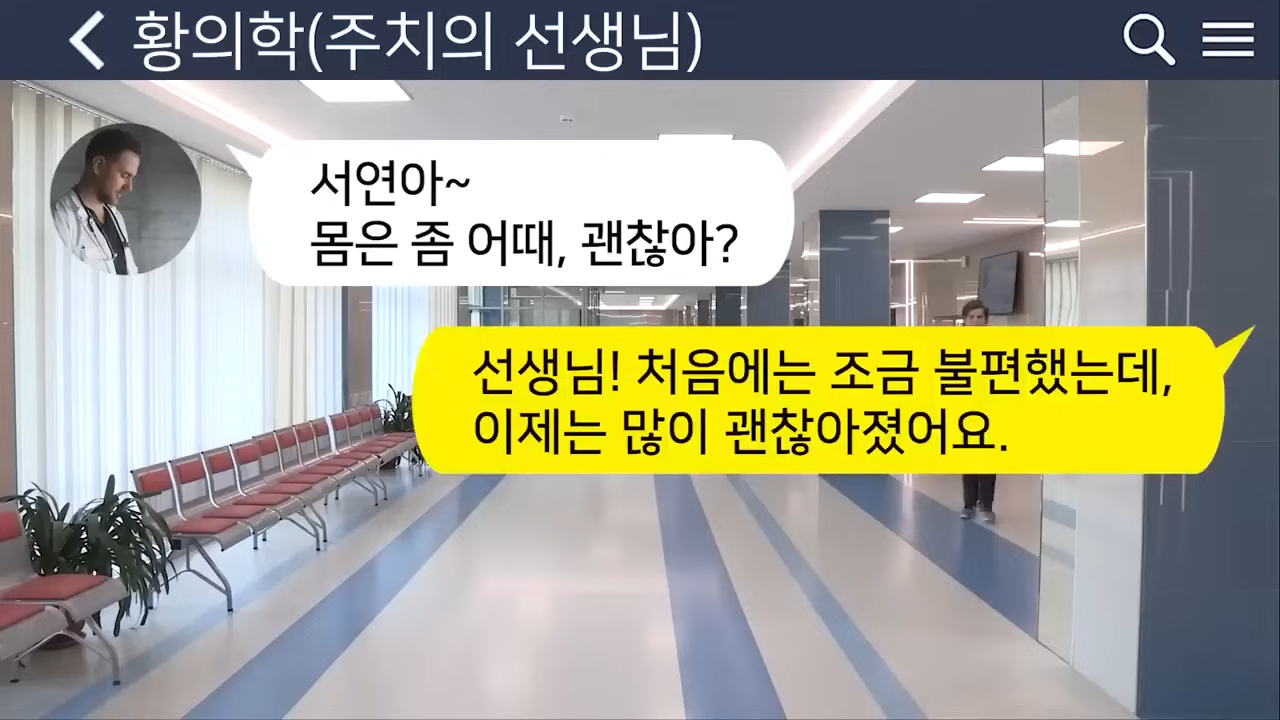 황의학(주치의 선생님)
서연아~
몸은 좀 어때, 괜찮아?
선생님! 처음에는 조금 불편했는데,
이제는 많이 괜찮아졌어요.